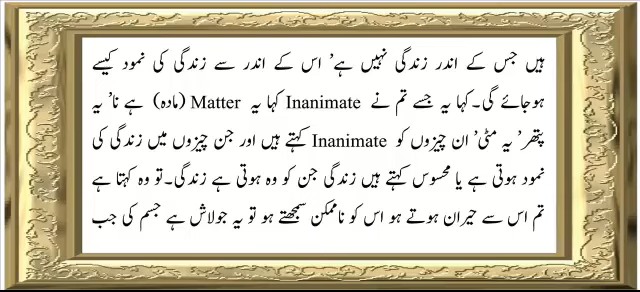 ہیں جس کے اندر زندگی نہیں ہے’ اس کے اندر سے زندگی کی نمود کیسے
ہوجائے گی۔کہا یہ جسے تم نے Inanimate کہا یہ Matter (مادہ) ہے نا’ یہ
پتھر’ یہ مٹی’ ان چیزوں کو Inanimate کہتے ہیں اور جن چیزوں میں زندگی کی
نمود ہوتی ہے یا محسوس کہتے ہیں زندگی جن کو وہ ہوتی ہے زندگی۔تو وہ کہتا ہے
تم اس سے حیران ہوتے ہو اس کو ناممکن سمجھتے ہو تو یہ جولاش ہے جسم کی جب